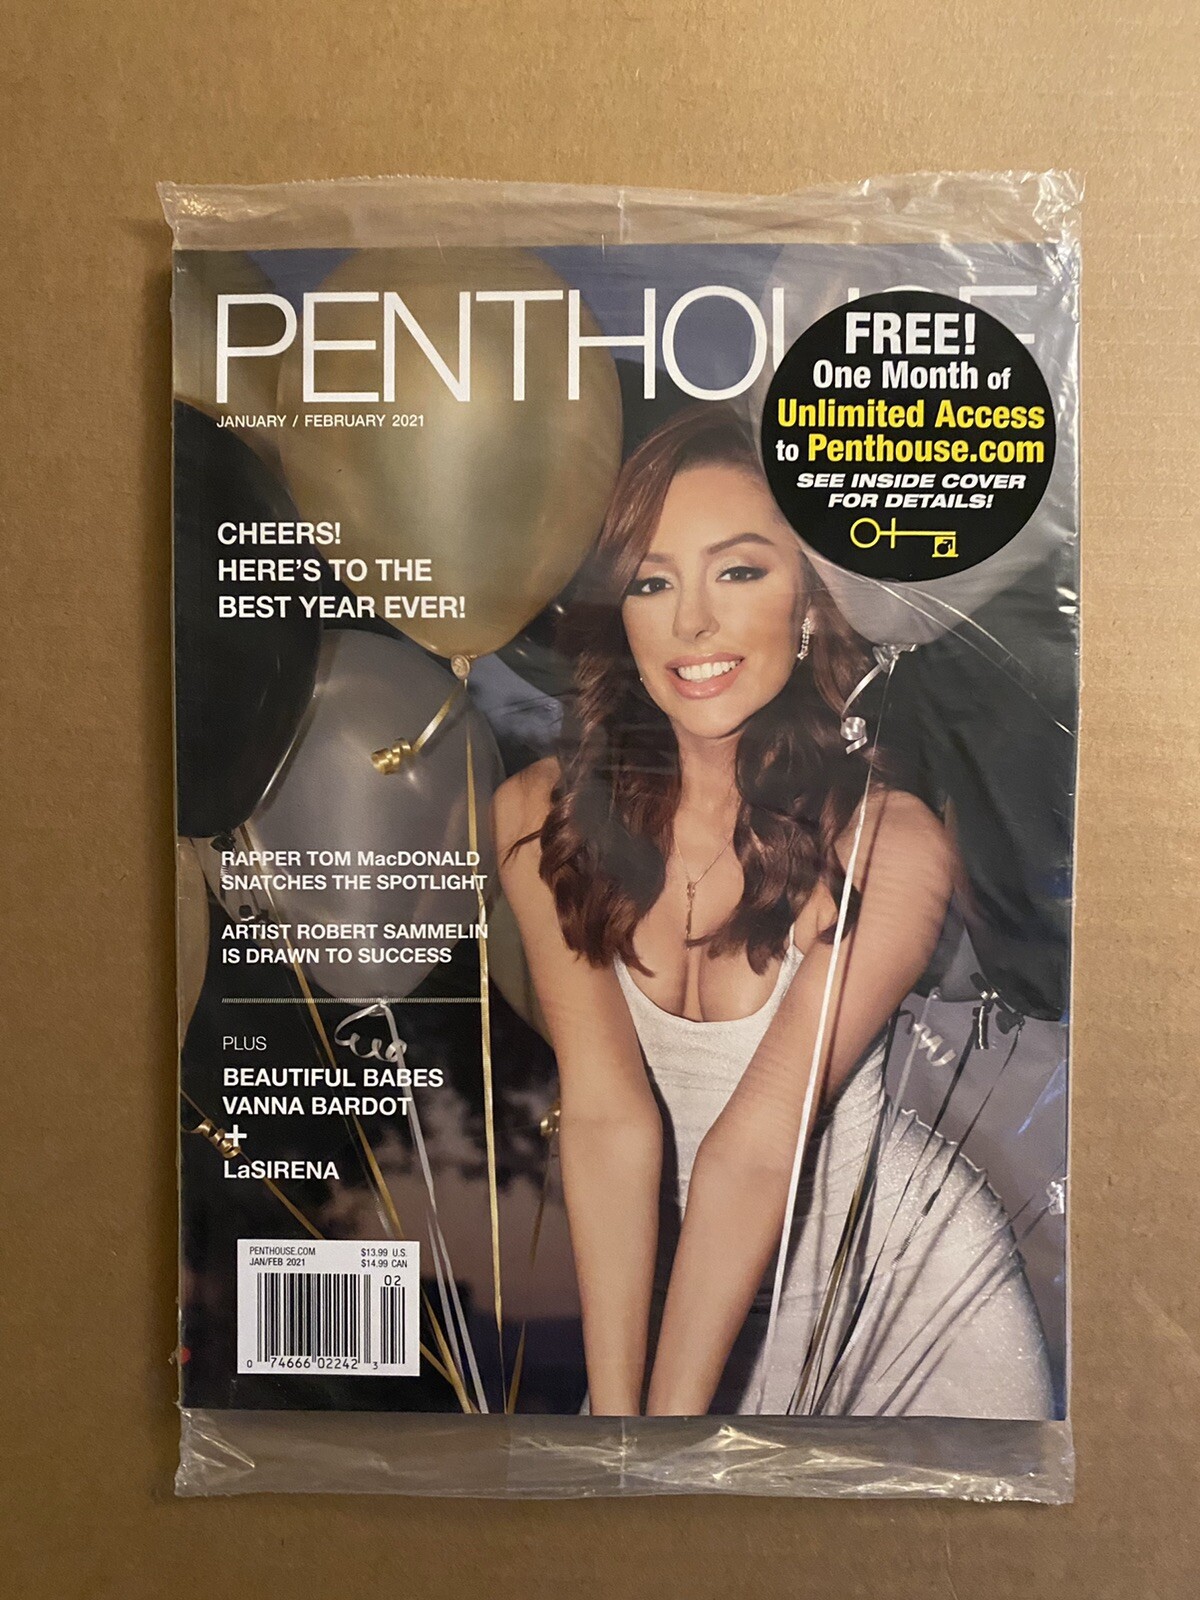 PENTHOUSE
JANUARY / FEBRUARY 2021
FREE!
One Month of
Unlimited Access
to Penthouse.com
SEE INSIDE COVER
FOR DETAILS!
CHEERS!
HERE'S TO THE
BEST YEAR EVER!
RAPPER TOM MacDONALD
SNATCHES THE SPOTLIGHT
ARTIST ROBERT SAMMELIN
IS DRAWN TO SUCCESS
PLUS
BEAUTIFUL BABES
VANNA BARDOT
+
LaSIRENA
PENTHOUSE.COM $13.99 U.S.
JAN/FEB 2021 $14.99 CAN
02
0 74666 02242 3